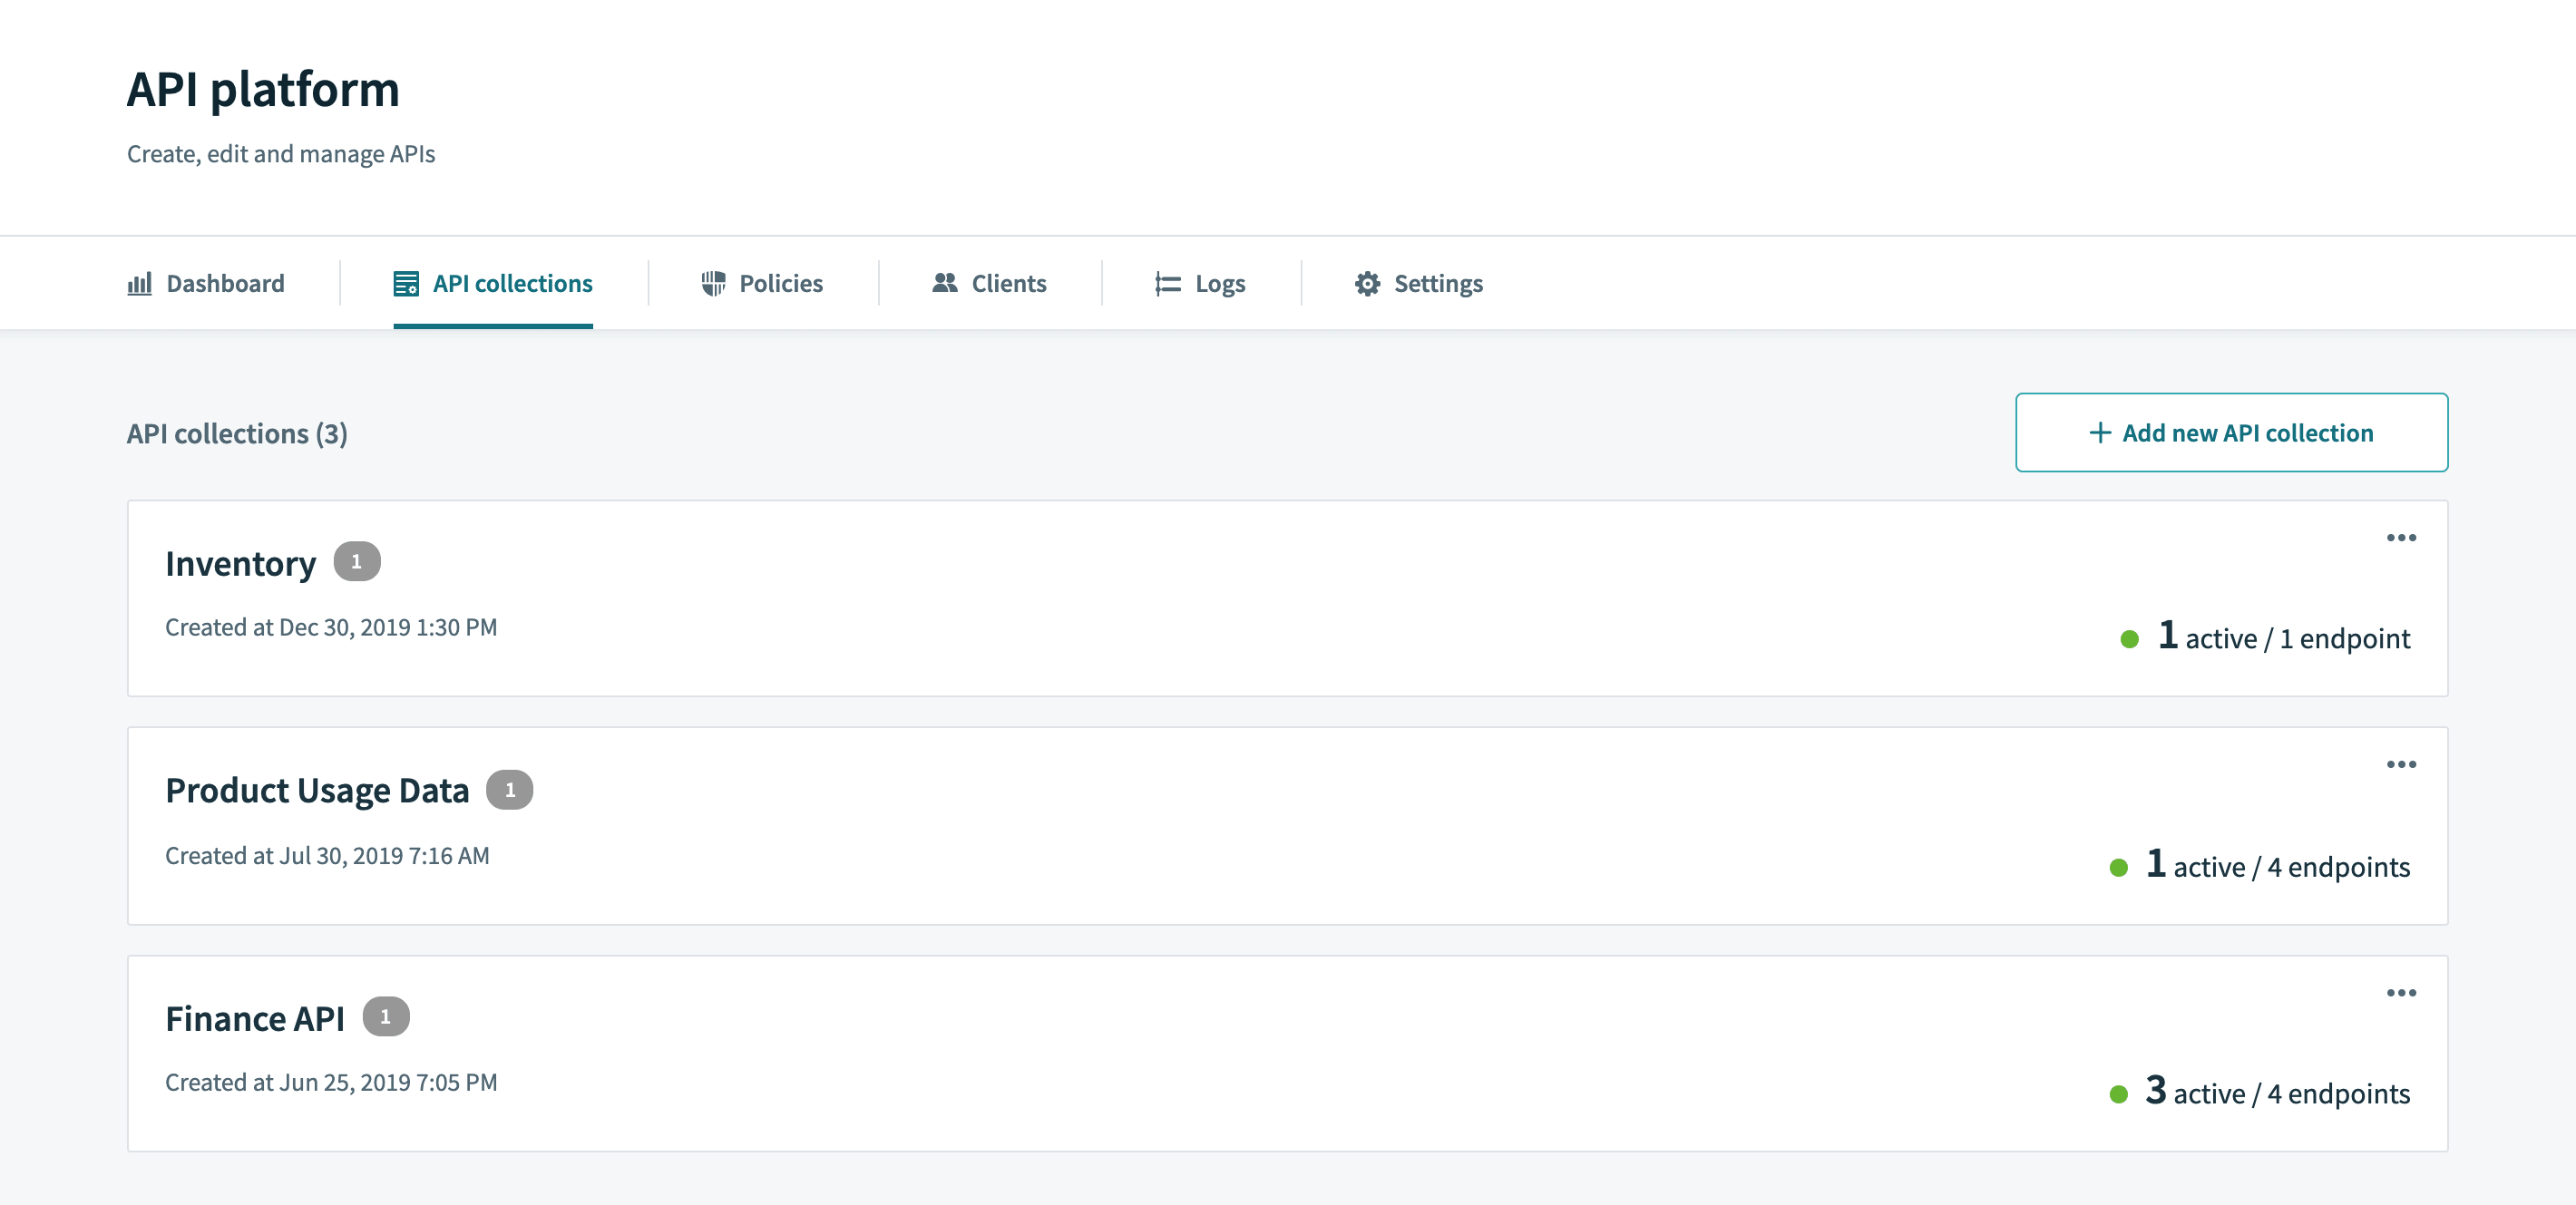 API platform
Create, edit and manage APIs
Dashboard
API collections
Policies
Clients
Logs
Settings
API collections (3)
+ Add new API collection
Inventory 1
Created at Dec 30, 2019 1:30 PM
1 active / 1 endpoint
Product Usage Data 1
Created at Jul 30, 2019 7:16 AM
1 active / 4 endpoints
Finance API 1
Created at Jun 25, 2019 7:05 PM
3 active / 4 endpoints